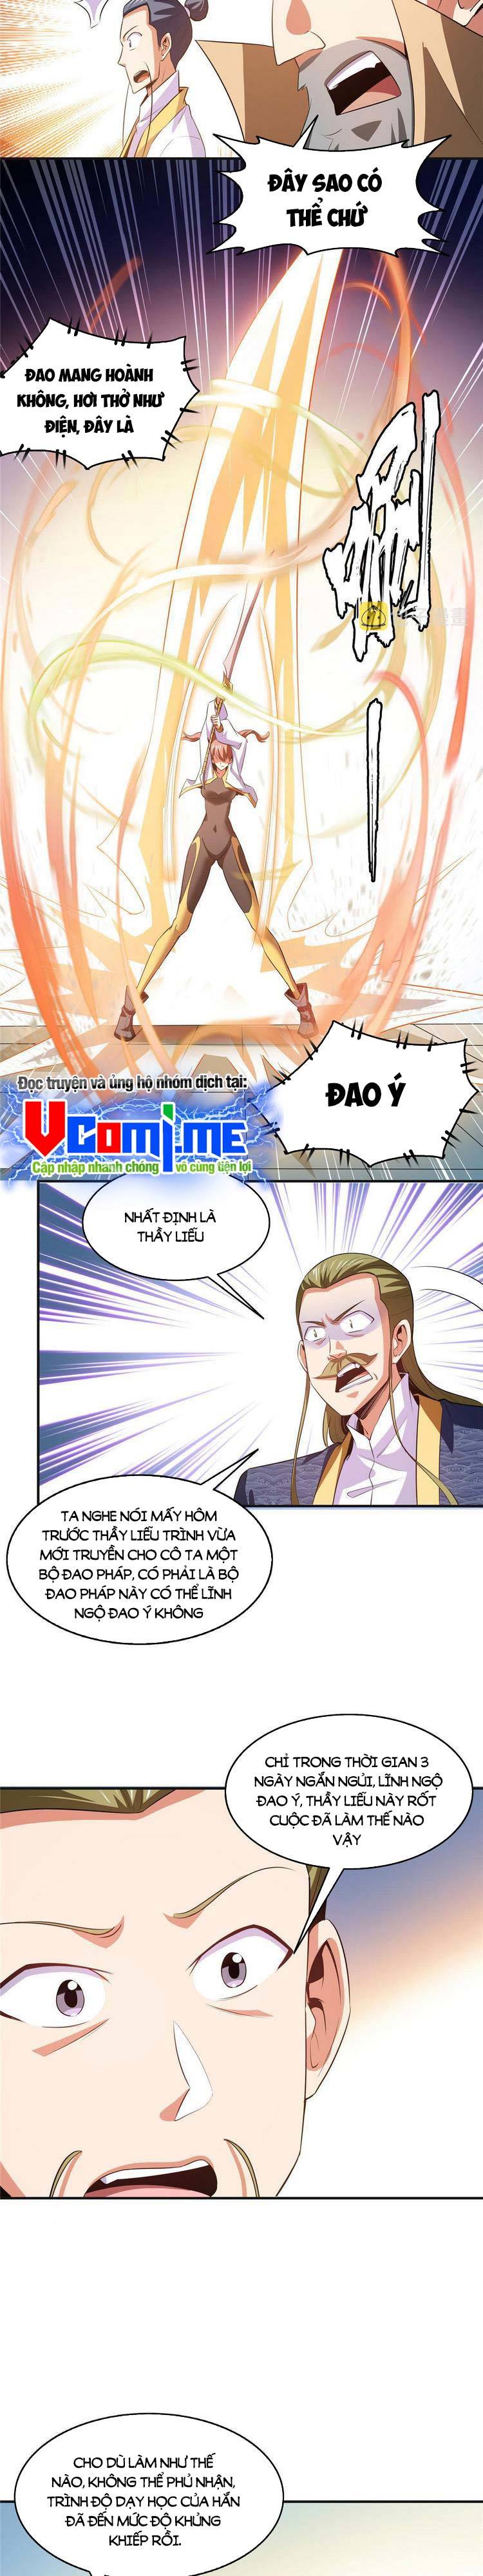 ĐÂY SAO CÓ
THỂ CHỨ
ĐAO MANG HOÀNH
KHÔNG, HƠI THỞ NHƯ
ĐIỆN, ĐÂY LÀ
ĐAO Ý
Đọc truyện và ủng hộ nhóm dịch tại:
VComi.ME
Cập nhập nhanh chóng vô cùng tiện lợi
NHẤT ĐỊNH LÀ
THẦY LIỄU
TA NGHE NÓI MẤY HÔM
TRƯỚC THẦY LIỄU TRÌNH VỪA
MỚI TRUYỀN CHO CÔ TA MỘT
BỘ ĐAO PHÁP, CÓ PHẢI LÀ BỘ
ĐAO PHÁP NÀY CÓ THỂ LĨNH
NGỘ ĐAO Ý KHÔNG
CHỈ TRONG THỜI GIAN 3
NGÀY NGẮN NGỦI, LĨNH NGỘ
ĐAO Ý, THẦY LIỄU NÀY RỐT
CUỘC ĐÃ LÀM THẾ NÀO
VẬY
CHO DÙ LÀM NHƯ THẾ
NÀO, KHÔNG THỂ PHỦ NHẬN,
TRÌNH ĐỘ DẠY HỌC CỦA HẮN
ĐÃ ĐẾN MỨC ĐỘ KHỦNG
KHIẾP RỒI.